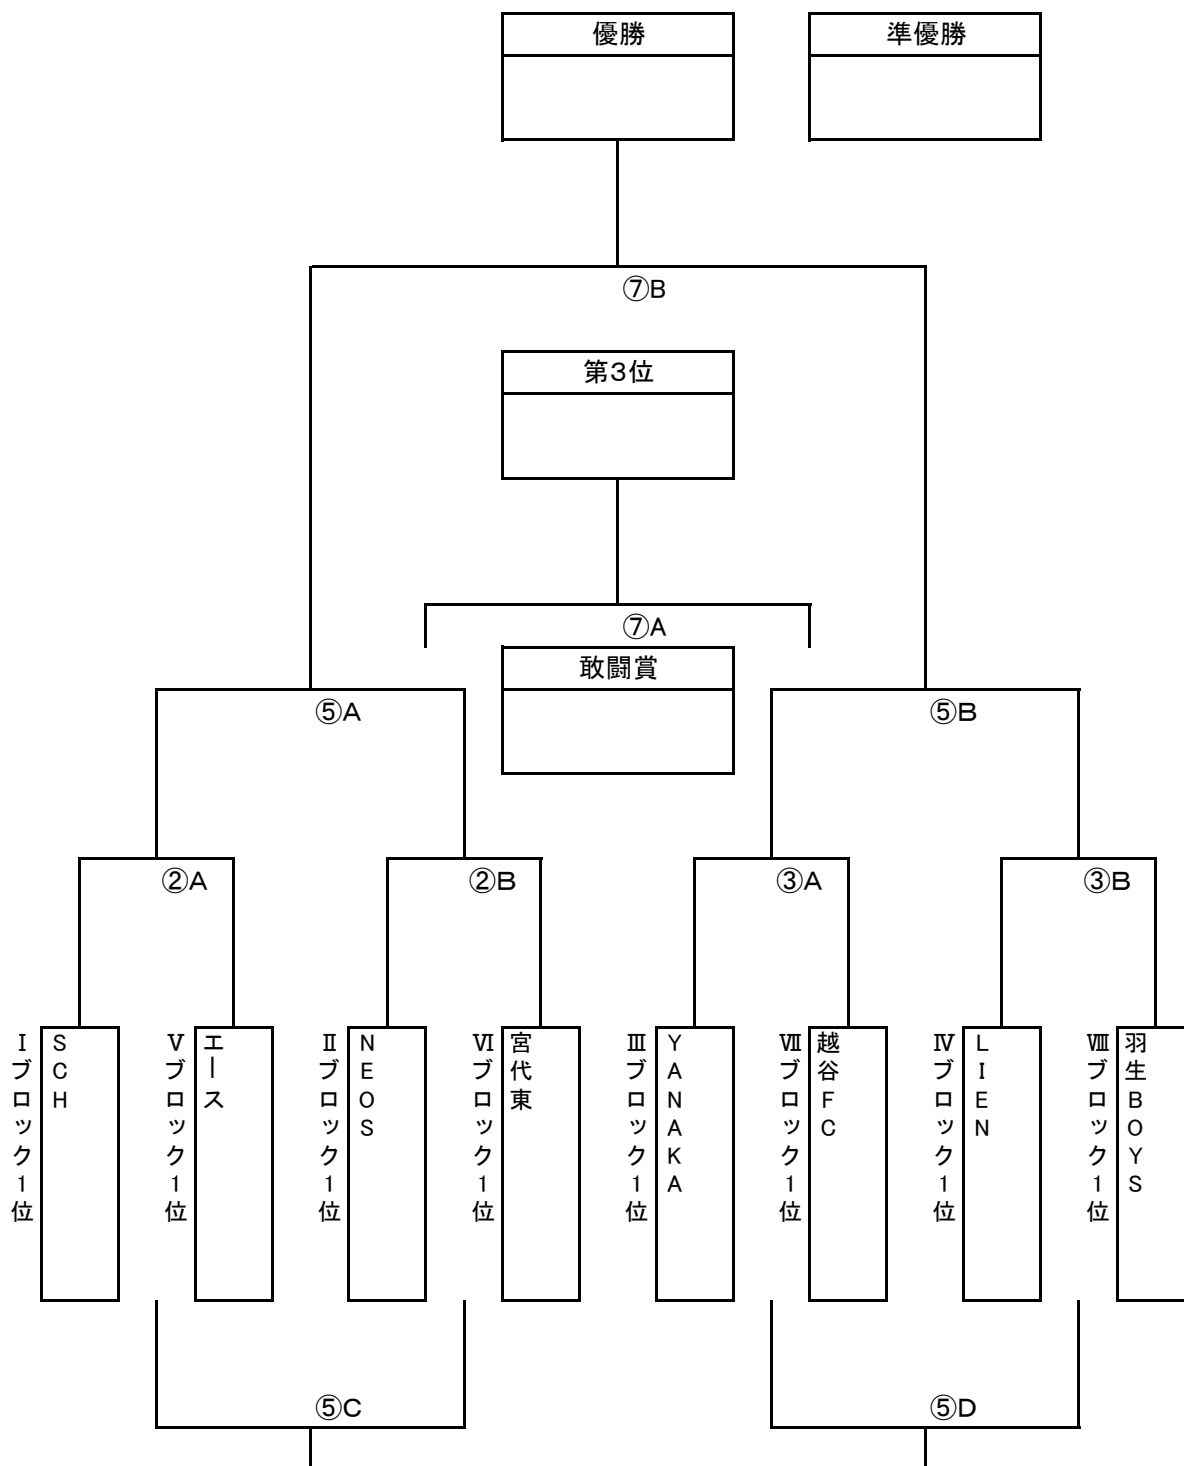 優勝
準優勝
⑦B
第3位
⑦A
敢闘賞
⑤A
⑤B
②A
②B
③A
③B
Ⅰブロック1位
SCH
Ⅴブロック1位
エース
Ⅱブロック1位
NEOS
Ⅵブロック1位
宮代東
Ⅲブロック1位
YANAKA
Ⅶブロック1位
越谷FC
Ⅳブロック1位
LIEN
Ⅷブロック1位
羽生BOYS
⑤C
⑤D